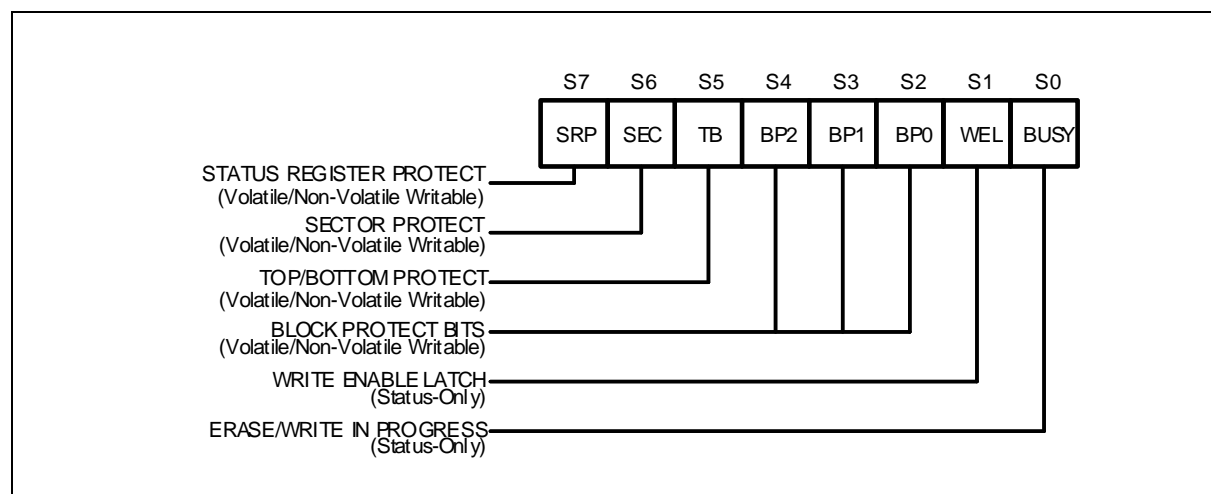 S7 S6 S5 S4 S3 S2 S1 S0
SRP SEC TB BP2 BP1 BP0 WEL BUSY
STATUS REGISTER PROTECT
(Volatile/Non-Volatile Writable)
SECTOR PROTECT
(Volatile/Non-Volatile Writable)
TOP/BOTTOM PROTECT
(Volatile/Non-Volatile Writable)
BLOCK PROTECT BITS
(Volatile/Non-Volatile Writable)
WRITE ENABLE LATCH
(Status-Only)
ERASE/WRITE IN PROGRESS
(Status-Only)